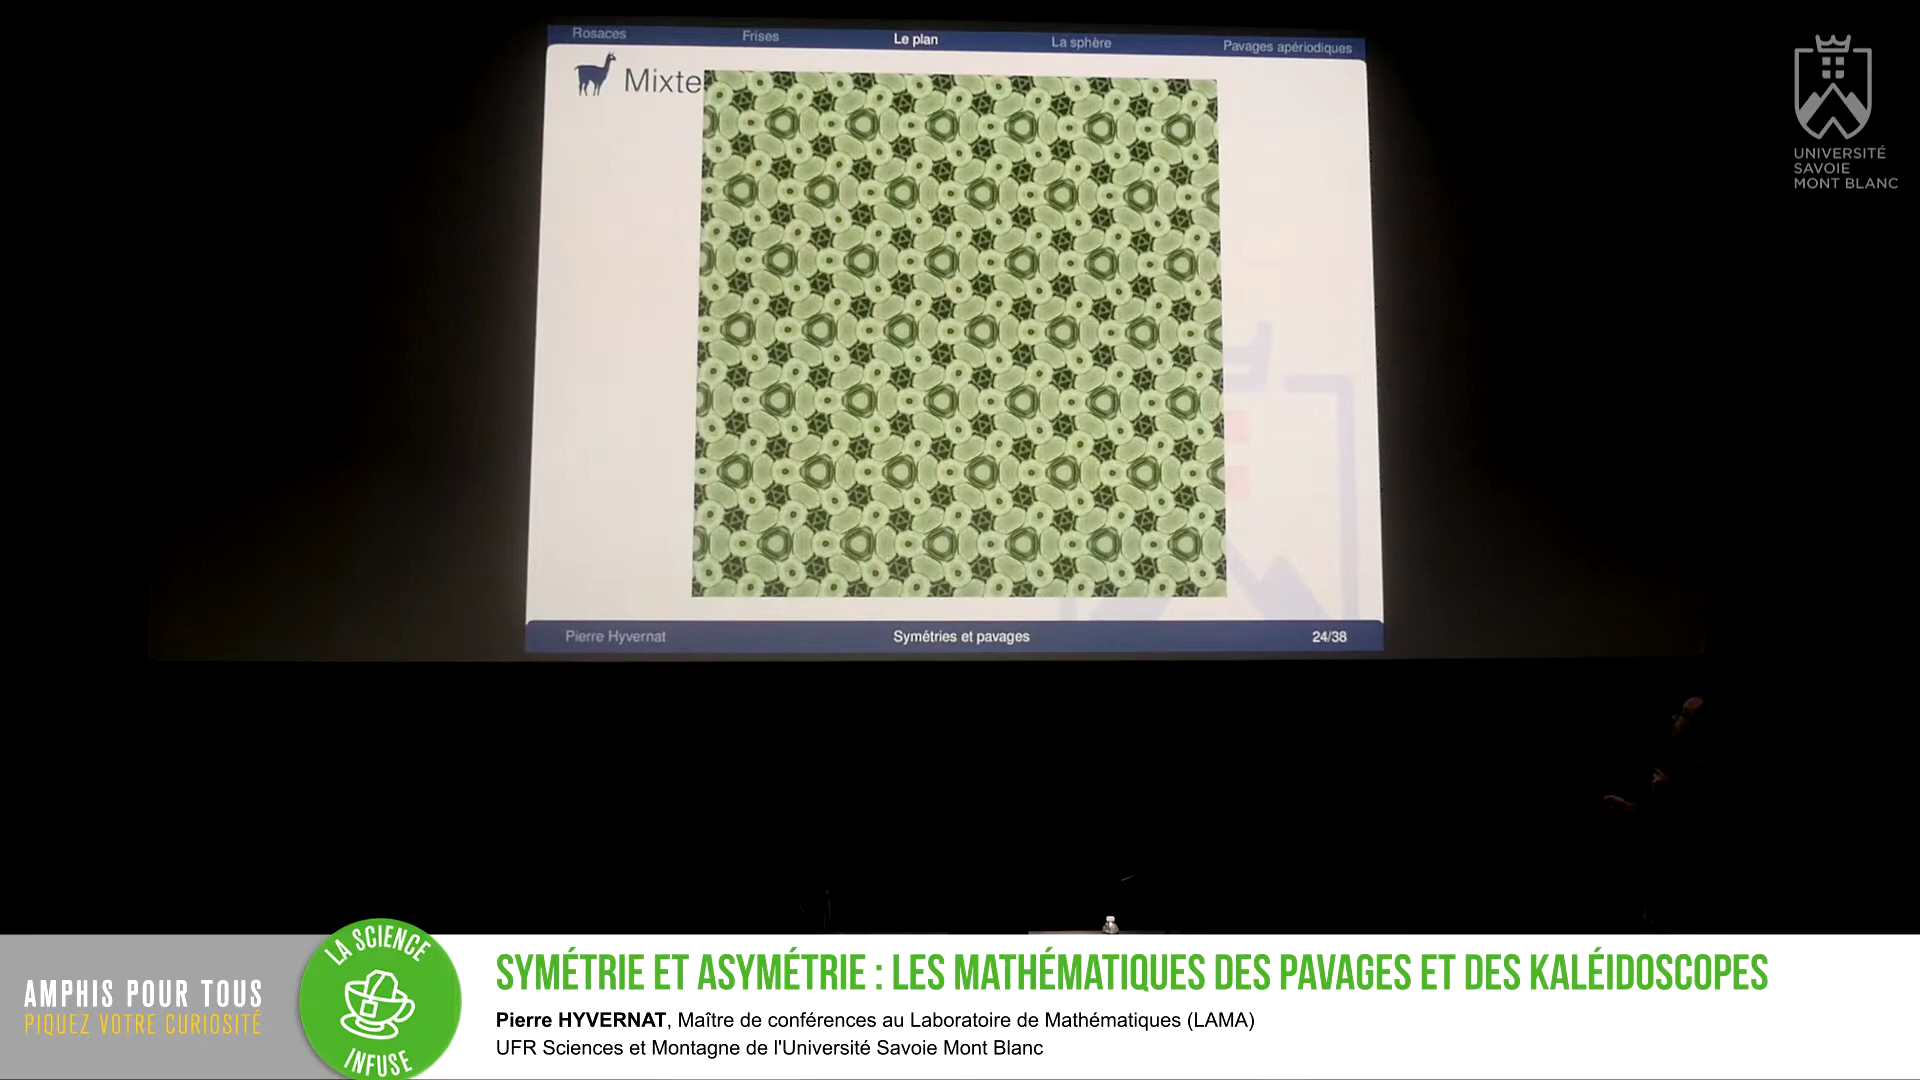 Rosaces
Frises
Le plan
La sphère
Pavages apériodiques
Mixte
Pierre Hyvernat
Symétries et pavages
24/38
UNIVERSITÉ
SAVOIE
MONT BLANC
AMPHIS POUR TOUS
PIQUEZ VOTRE CURIOSITÉ
LA SCIENCE
INFUSE
SYMÉTRIE ET ASYMÉTRIE : LES MATHÉMATIQUES DES PAVAGES ET DES KALÉIDOSCOPES
Pierre HYVERNAT, Maître de conférences au Laboratoire de Mathématiques (LAMA)
UFR Sciences et Montagne de l'Université Savoie Mont Blanc